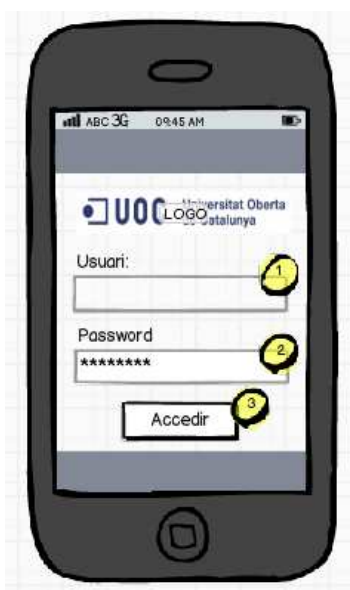 ABC 3G 09:45 AM
UOC Universitat Oberta
LOGO de Catalunya
Usuari:
1
Password
2
********
3
Accedir